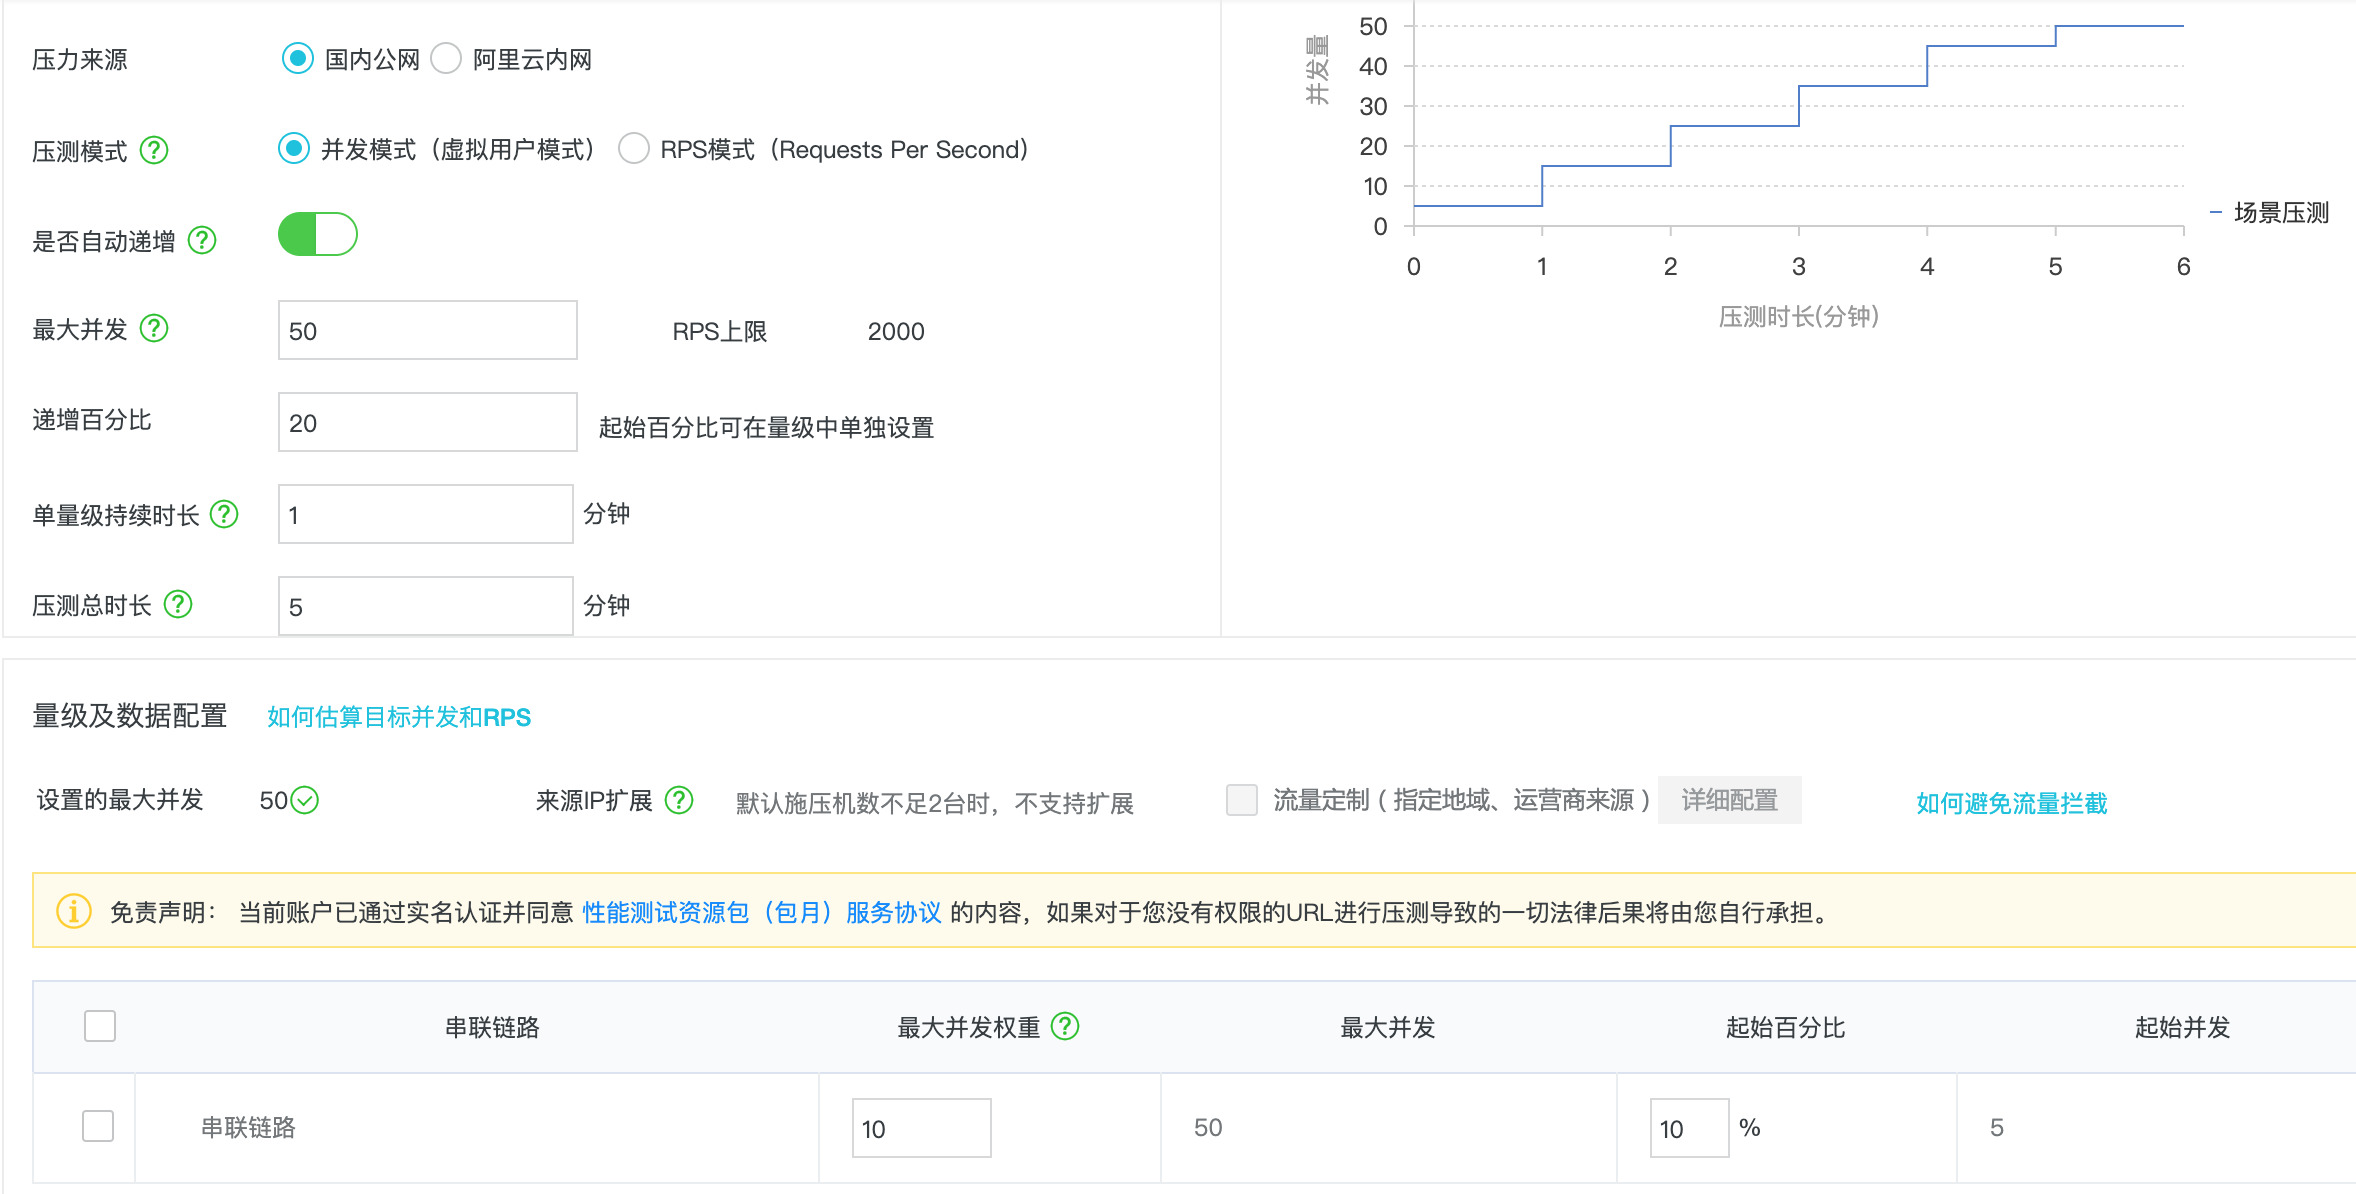 压力来源 国内公网 阿里云内网
压测模式 ? 并发模式（虚拟用户模式） RPS模式（Requests Per Second）
是否自动递增 ?
最大并发 ? 50 RPS上限 2000
递增百分比 20 起始百分比可在量级中单独设置
单量级持续时长 ? 1 分钟
压测总时长 ? 5 分钟
并发量
50
40
30
20
10
0
0 1 2 3 4 5 6
压测时长(分钟)
场景压测
量级及数据配置 如何估算目标并发和RPS
设置的最大并发 50 来源IP扩展 ? 默认施压机数不足2台时，不支持扩展 流量定制 ( 指定地域、运营商来源 ) 详细配置 如何避免流量拦截
i 免责声明： 当前账户已通过实名认证并同意 性能测试资源包（包月）服务协议 的内容，如果对于您没有权限的URL进行压测导致的一切法律后果将由您自行承担。
串联链路 最大并发权重 ? 最大并发 起始百分比 起始并发
串联链路 10 50 10 % 5